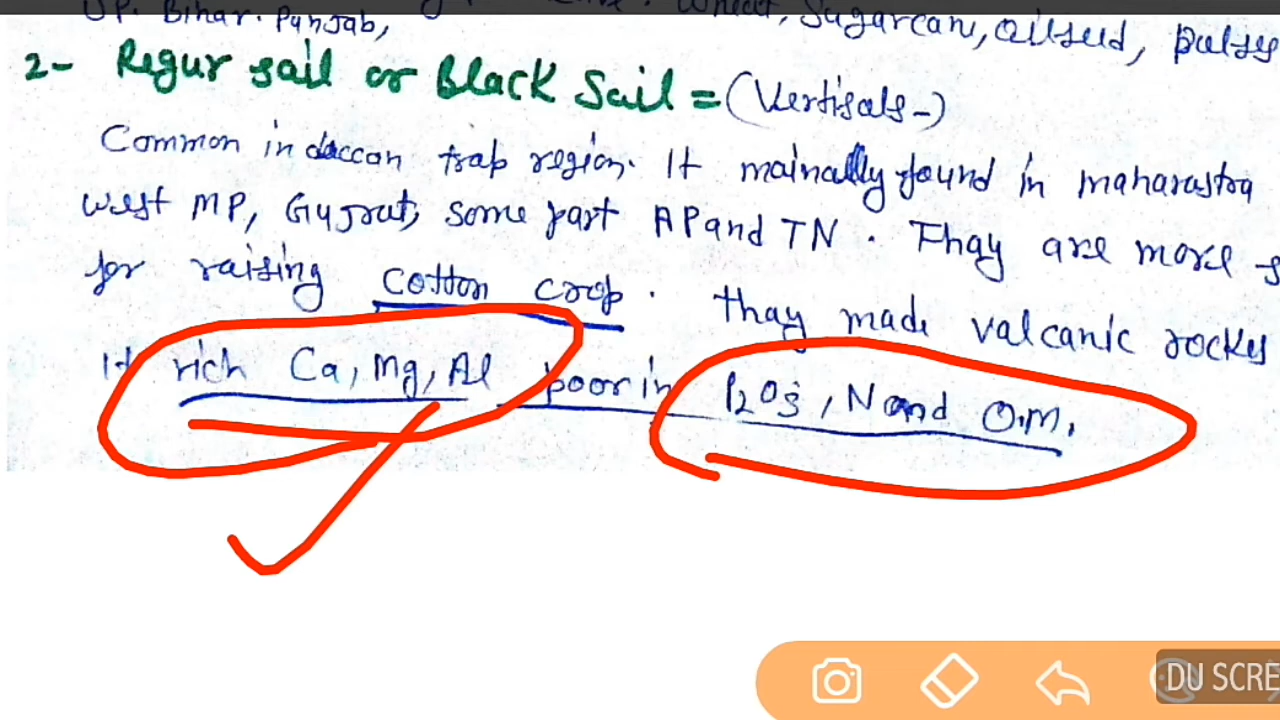 UP. Bihar. Punjab, Sugarcan, Oilseed, pulses
2- Regur sail or Black Sail = (Vertisals-)
Common in daccan trap region. It mainally found in maharastra
west MP, Gujrat, some part AP and TN. Thay are more s
for raising cotton crop. thay made valcanic rockes
It rich Ca, Mg, Al poor in P2O5, N and O.M.
DU SCRE